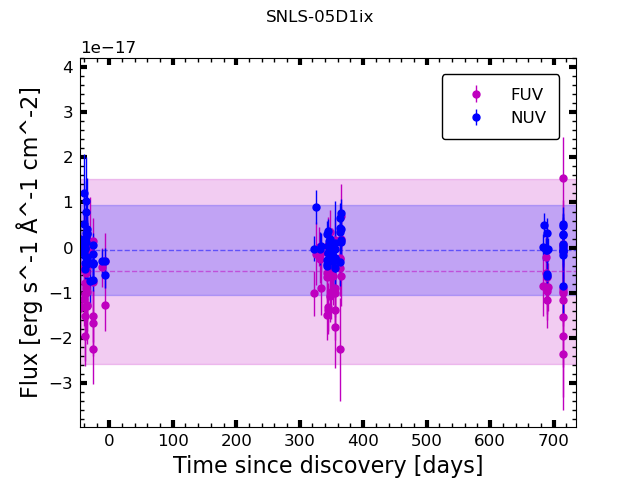 SNLS-05D1ix
1e−17
4
3
2
1
0
−1
−2
−3
FUV
NUV
0 100 200 300 400 500 600 700
Flux [erg s^-1 Å^-1 cm^-2]
Time since discovery [days]